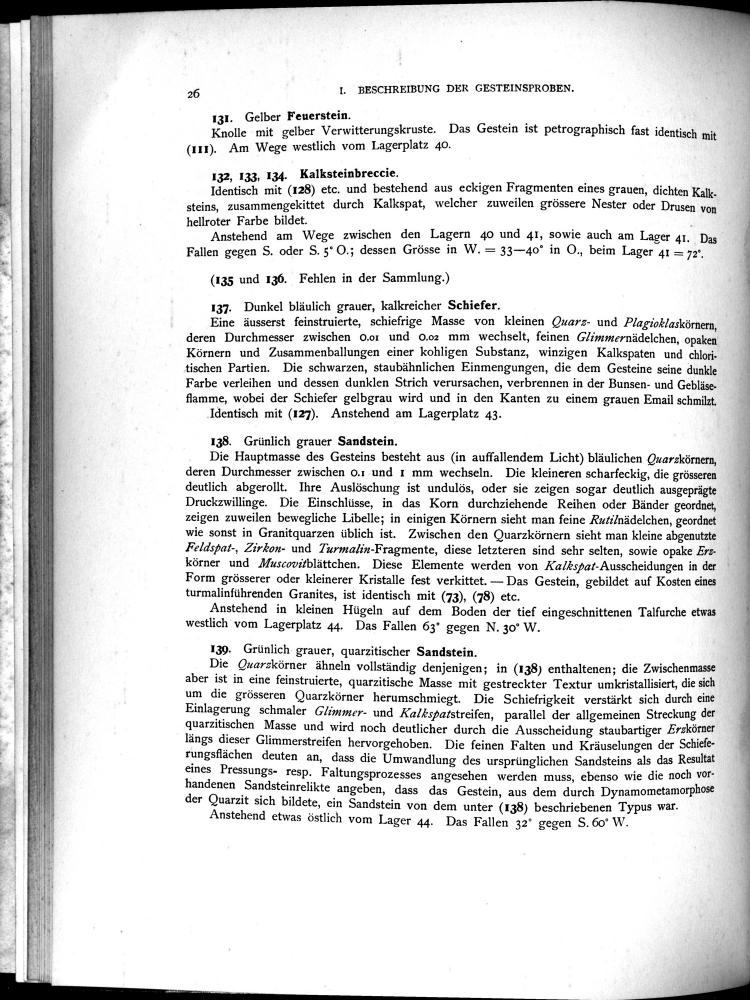 26
I. BESCHREIBUNG DER GESTEINSPROBEN.
131. Gelber Feuerstein.
Knolle mit gelber Verwitterungskruste. Das Gestein ist petrographisch fast identisch mit
(111). Am Wege westlich vom Lagerplatz 40.
132, 133, 134. Kalksteinbreccie.
Identisch mit (128) etc. und bestehend aus eckigen Fragmenten eines grauen, dichten Kalk-
steins, zusammengekittet durch Kalkspat, welcher zuweilen grössere Nester oder Drusen von
hellroter Farbe bildet.
Anstehend am Wege zwischen den Lagern 40 und 41, sowie auch am Lager 41. Das
Fallen gegen S. oder S. 5° O.; dessen Grösse in W. = 33—40° in O., beim Lager 41 = 72°.
(135 und 136. Fehlen in der Sammlung.)
137. Dunkel bläulich grauer, kalkreicher Schiefer.
Eine äusserst feinstruierte, schiefrige Masse von kleinen Quarz- und Plagioklaskörnern,
deren Durchmesser zwischen 0.01 und 0.02 mm wechselt, feinen Glimmernädelchen, opaken
Körnern und Zusammenballungen einer kohligen Substanz, winzigen Kalkspaten und chlori-
tischen Partien. Die schwarzen, staubähnlichen Einmengungen, die dem Gesteine seine dunkle
Farbe verleihen und dessen dunklen Strich verursachen, verbrennen in der Bunsen- und Gebläse-
flamme, wobei der Schiefer gelbgrau wird und in den Kanten zu einem grauen Email schmilzt.
Identisch mit (127). Anstehend am Lagerplatz 43.
138. Grünlich grauer Sandstein.
Die Hauptmasse des Gesteins besteht aus (in auffallendem Licht) bläulichen Quarzkörnern,
deren Durchmesser zwischen 0.1 und 1 mm wechseln. Die kleineren scharfeckig, die grösseren
deutlich abgerollt. Ihre Auslöschung ist undulös, oder sie zeigen sogar deutlich ausgeprägte
Druckzwillinge. Die Einschlüsse, in das Korn durchziehende Reihen oder Bänder geordnet,
zeigen zuweilen bewegliche Libelle; in einigen Körnern sieht man feine Rutilnädelchen, geordnet
wie sonst in Granitquarzen üblich ist. Zwischen den Quarzkörnern sieht man kleine abgenutzte
Feldspat-, Zirkon- und Turmalin-Fragmente, diese letzteren sind sehr selten, sowie opake Erz-
körner und Muscovitblättchen. Diese Elemente werden von Kalkspat-Ausscheidungen in der
Form grösserer oder kleinerer Kristalle fest verkittet. — Das Gestein, gebildet auf Kosten eines
turmalinführenden Granites, ist identisch mit (73), (78) etc.
Anstehend in kleinen Hügeln auf dem Boden der tief eingeschnittenen Talfurche etwas
westlich vom Lagerplatz 44. Das Fallen 63° gegen N. 30° W.
139. Grünlich grauer, quarzitischer Sandstein.
Die Quarzkörner ähneln vollständig denjenigen; in (138) enthaltenen; die Zwischenmasse
aber ist in eine feinstruierte, quarzitische Masse mit gestreckter Textur umkristallisiert, die sich
um die grösseren Quarzkörner herumschmiegt. Die Schiefrigkeit verstärkt sich durch eine
Einlagerung schmaler Glimmer- und Kalkspatstreifen, parallel der allgemeinen Streckung der
quarzitischen Masse und wird noch deutlicher durch die Ausscheidung staubartiger Erzkörner
längs dieser Glimmerstreifen hervorgehoben. Die feinen Falten und Kräuselungen der Schiefe-
rungsflächen deuten an, dass die Umwandlung des ursprünglichen Sandsteins als das Resultat
eines Pressungs- resp. Faltungsprozesses angesehen werden muss, ebenso wie die noch vor-
handenen Sandsteinrelikte angeben, dass das Gestein, aus dem durch Dynamometamorphose
der Quarzit sich bildete, ein Sandstein von dem unter (138) beschriebenen Typus war.
Anstehend etwas östlich vom Lager 44. Das Fallen 32° gegen S. 60° W.